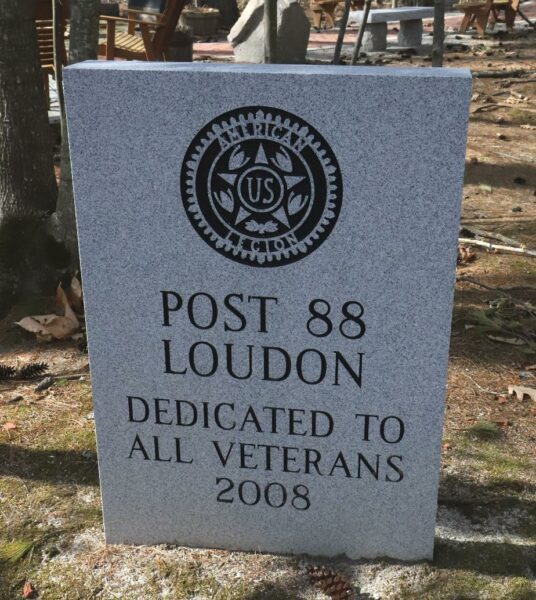 AMERICAN
US
LEGION
POST 88
LOUDON
DEDICATED TO
ALL VETERANS
2008